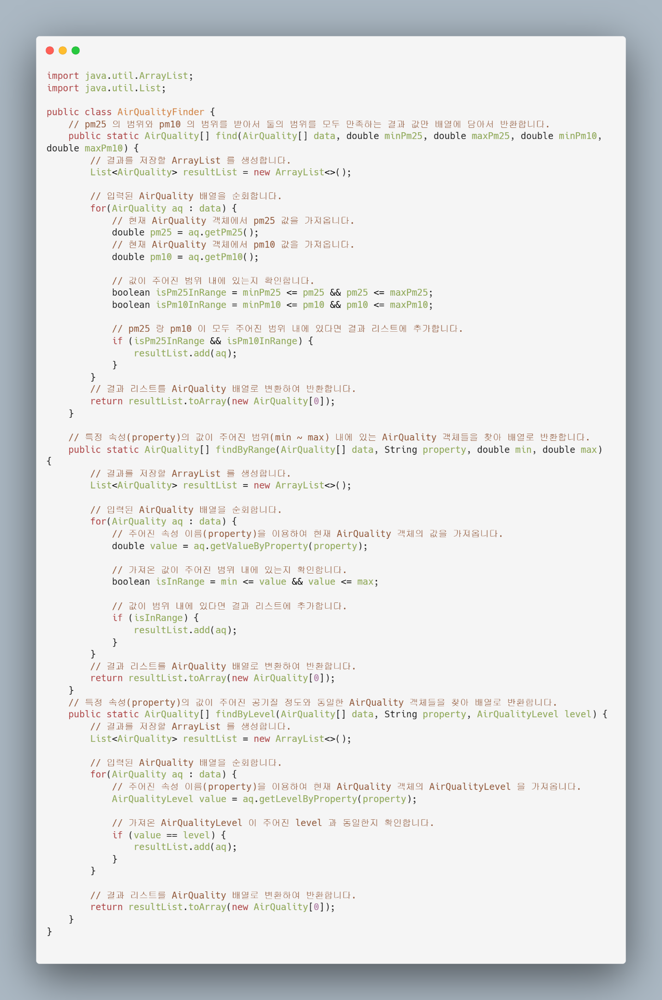 import java.util.ArrayList;
import java.util.List;

public class AirQualityFinder {
    // pm25 의 범위와 pm10 의 범위를 받아서 둘의 범위를 모두 만족하는 결과 값만 배열에 담아서 반환합니다.
    public static AirQuality[] find(AirQuality[] data, double minPm25, double maxPm25, double minPm10,
double maxPm10) {
        // 결과를 저장할 ArrayList 를 생성합니다.
        List<AirQuality> resultList = new ArrayList<>();

        // 입력된 AirQuality 배열을 순회합니다.
        for(AirQuality aq : data) {
            // 현재 AirQuality 객체에서 pm25 값을 가져옵니다.
            double pm25 = aq.getPm25();
            // 현재 AirQuality 객체에서 pm10 값을 가져옵니다.
            double pm10 = aq.getPm10();

            // 값이 주어진 범위 내에 있는지 확인합니다.
            boolean isPm25InRange = minPm25 <= pm25 && pm25 <= maxPm25;
            boolean isPm10InRange = minPm10 <= pm10 && pm10 <= maxPm10;

            // pm25 랑 pm10 이 모두 주어진 범위 내에 있다면 결과 리스트에 추가합니다.
            if (isPm25InRange && isPm10InRange) {
                resultList.add(aq);
            }
        }
        // 결과 리스트를 AirQuality 배열로 변환하여 반환합니다.
        return resultList.toArray(new AirQuality[0]);
    }

    // 특정 속성(property)의 값이 주어진 범위(min ~ max) 내에 있는 AirQuality 객체들을 찾아 배열로 반환합니다.
    public static AirQuality[] findByRange(AirQuality[] data, String property, double min, double max)
{
        // 결과를 저장할 ArrayList 를 생성합니다.
        List<AirQuality> resultList = new ArrayList<>();

        // 입력된 AirQuality 배열을 순회합니다.
        for(AirQuality aq : data) {
            // 주어진 속성 이름(property)을 이용하여 현재 AirQuality 객체의 값을 가져옵니다.
            double value = aq.getValueByProperty(property);

            // 가져온 값이 주어진 범위 내에 있는지 확인합니다.
            boolean isInRange = min <= value && value <= max;

            // 값이 범위 내에 있다면 결과 리스트에 추가합니다.
            if (isInRange) {
                resultList.add(aq);
            }
        }
        // 결과 리스트를 AirQuality 배열로 변환하여 반환합니다.
        return resultList.toArray(new AirQuality[0]);
    }
    // 특정 속성(property)의 값이 주어진 공기질 정도와 동일한 AirQuality 객체들을 찾아 배열로 반환합니다.
    public static AirQuality[] findByLevel(AirQuality[] data, String property, AirQualityLevel level) {
        // 결과를 저장할 ArrayList 를 생성합니다.
        List<AirQuality> resultList = new ArrayList<>();

        // 입력된 AirQuality 배열을 순회합니다.
        for(AirQuality aq : data) {
            // 주어진 속성 이름(property)을 이용하여 현재 AirQuality 객체의 AirQualityLevel 을 가져옵니다.
            AirQualityLevel value = aq.getLevelByProperty(property);

            // 가져온 AirQualityLevel 이 주어진 level 과 동일한지 확인합니다.
            if (value == level) {
                resultList.add(aq);
            }
        }

        // 결과 리스트를 AirQuality 배열로 변환하여 반환합니다.
        return resultList.toArray(new AirQuality[0]);
    }
}